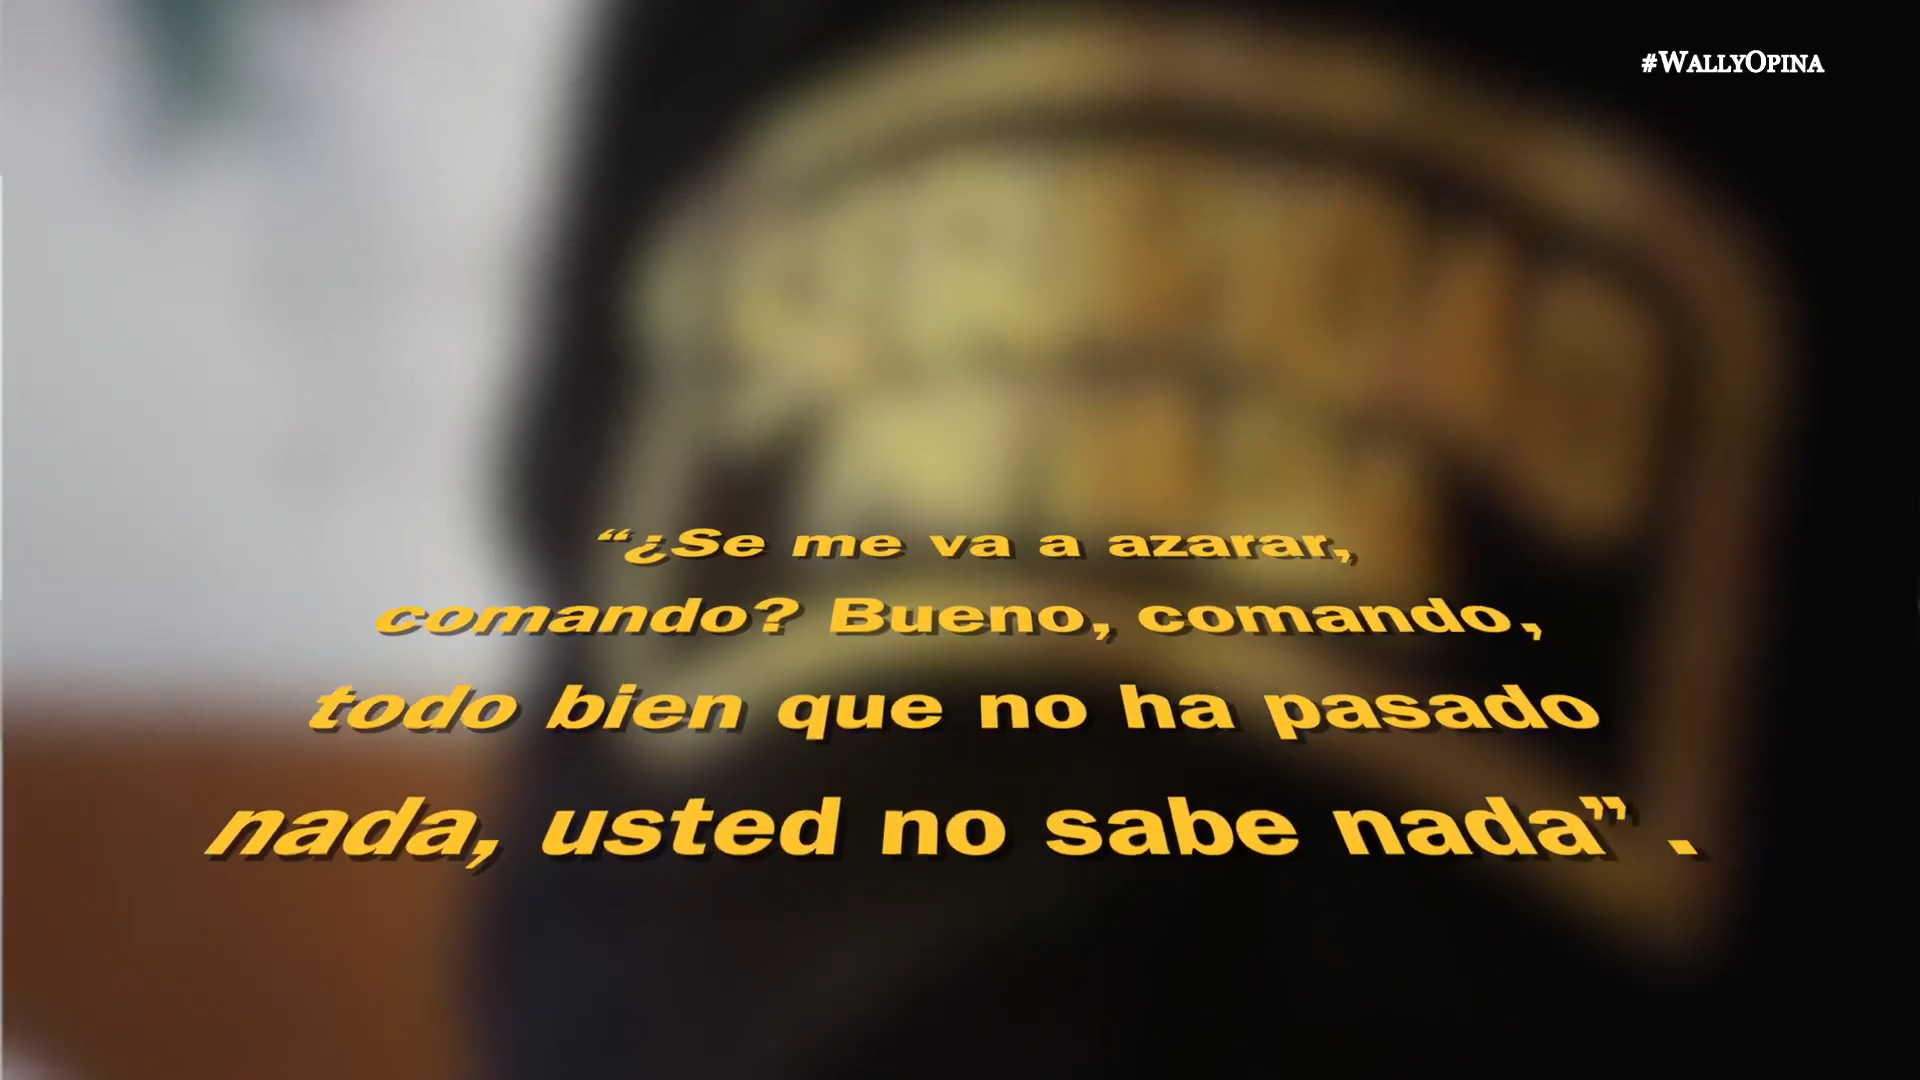 #WallyOpina
“¿Se me va a azarar,
comando? Bueno, comando,
todo bien que no ha pasado
nada, usted no sabe nada” .